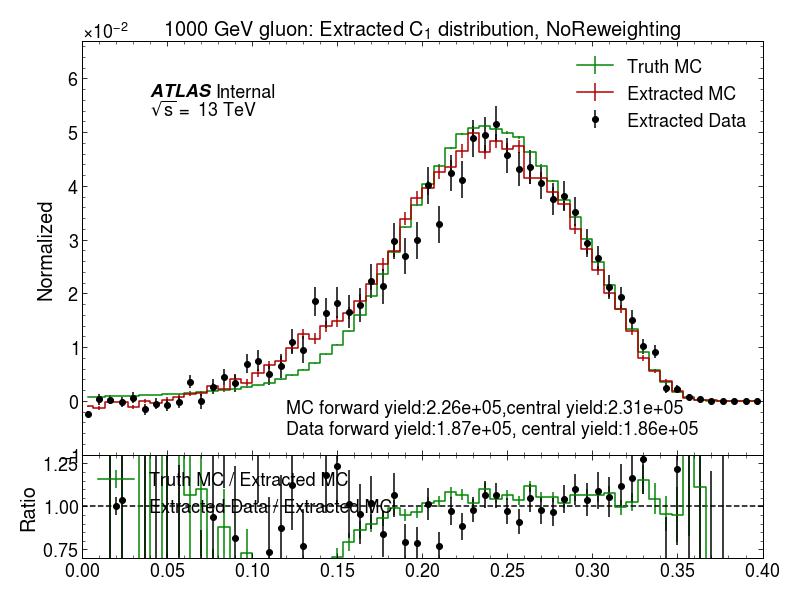 ×10⁻² 1000 GeV gluon: Extracted C₁ distribution, NoReweighting
Truth MC
Extracted MC
Extracted Data
ATLAS Internal
√s = 13 TeV
Normalized
6
5
4
3
2
1
0
MC forward yield:2.26e+05,central yield:2.31e+05
Data forward yield:1.87e+05, central yield:1.86e+05
Ratio
1.25
1.00
0.75
Truth MC / Extracted MC
Extracted Data / Extracted MC
0.00 0.05 0.10 0.15 0.20 0.25 0.30 0.35 0.40